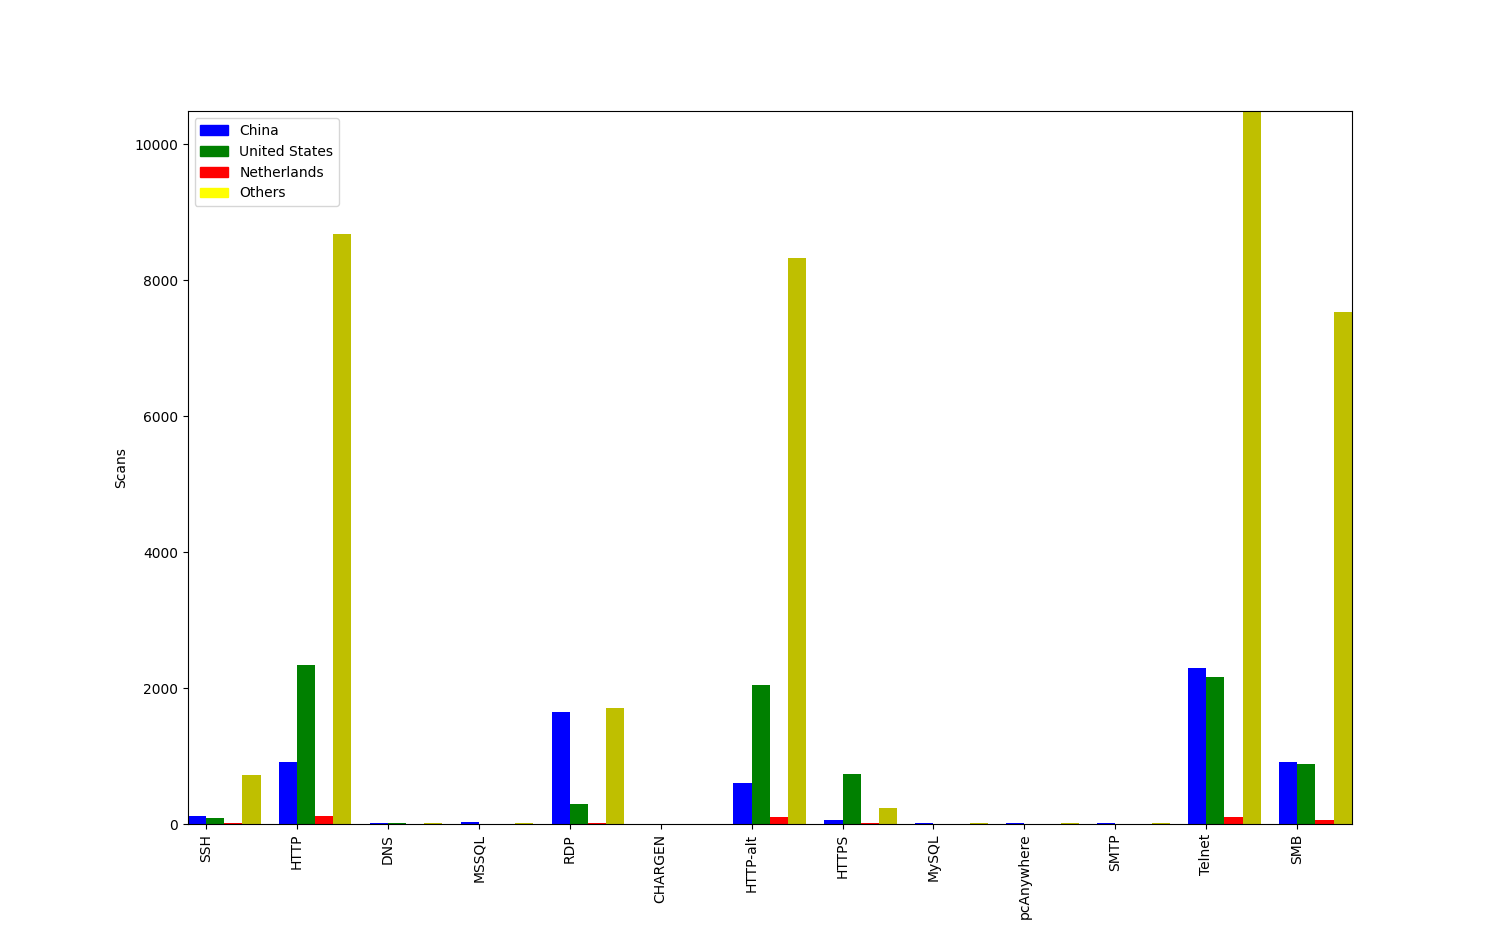 China
United States
Netherlands
Others
10000
8000
6000
4000
2000
0
Scans
SSH
HTTP
DNS
MSSQL
RDP
CHARGEN
HTTP-alt
HTTPS
MySQL
pcAnywhere
SMTP
Telnet
SMB